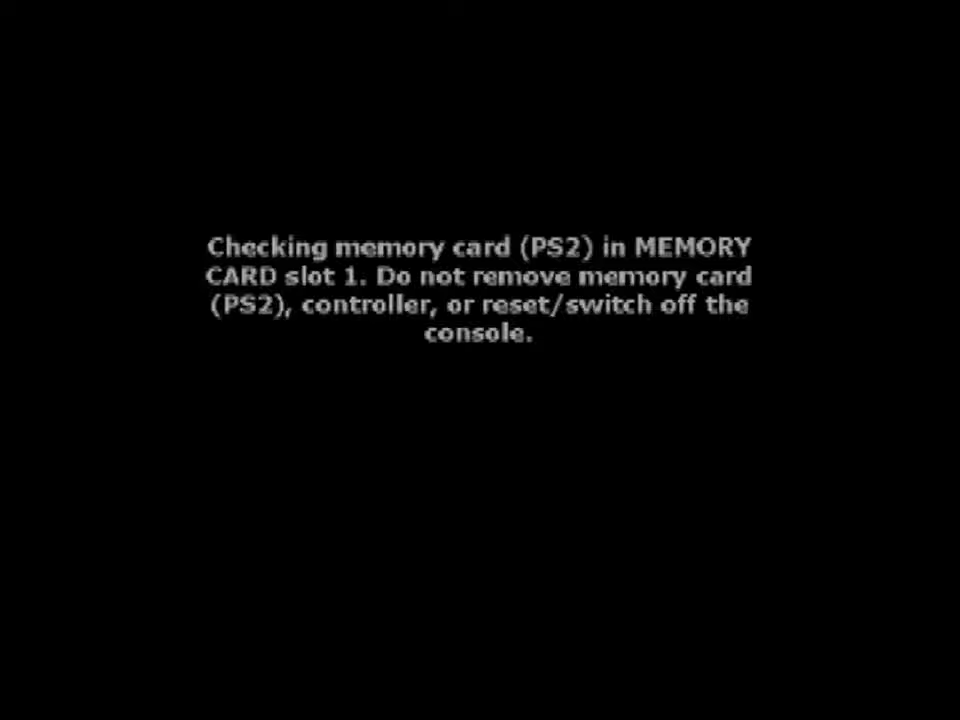 Checking memory card (PS2) in MEMORY
CARD slot 1. Do not remove memory card
(PS2), controller, or reset/switch off the
console.